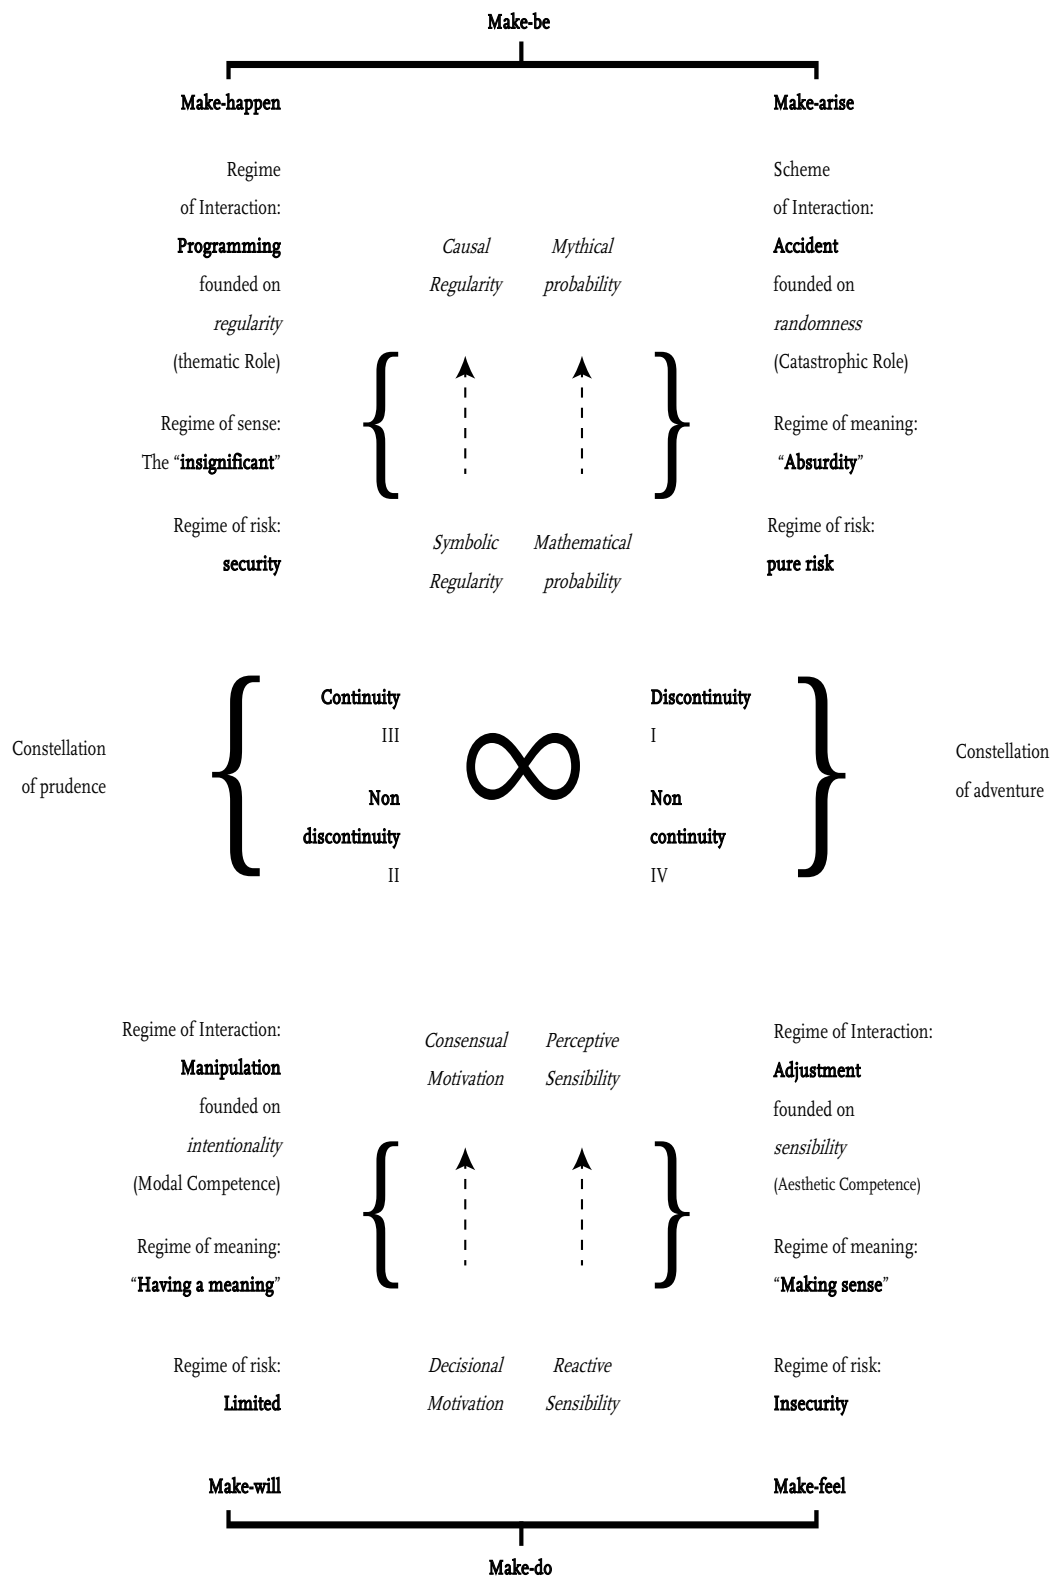 Make-be
Make-happen
Make-arise
Regime
of Interaction:
Programming
founded on
regularity
(thematic Role)
Regime of sense:
The “insignificant”
Regime of risk:
security
Causal
Regularity
Mythical
probability
Symbolic
Regularity
Mathematical
probability
Scheme
of Interaction:
Accident
founded on
randomness
(Catastrophic Role)
Regime of meaning:
“Absurdity”
Regime of risk:
pure risk
Constellation
of prudence
Continuity
III
Non
discontinuity
II
∞
Discontinuity
I
Non
continuity
IV
Constellation
of adventure
Regime of Interaction:
Manipulation
founded on
intentionality
(Modal Competence)
Regime of meaning:
“Having a meaning”
Regime of risk:
Limited
Consensual
Motivation
Perceptive
Sensibility
Decisional
Motivation
Reactive
Sensibility
Regime of Interaction:
Adjustment
founded on
sensibility
(Aesthetic Competence)
Regime of meaning:
“Making sense”
Regime of risk:
Insecurity
Make-will
Make-feel
Make-do